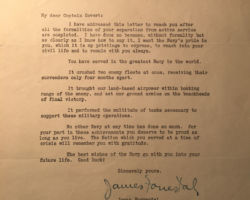 My dear Captain Covert:
I have addressed this letter to reach you after
all the formalities of your separation from active service
are completed. I have done so because, without formality but
as clearly as I know how to say it, I want the Navy's pride in
you, which it is my privilege to express, to reach into your
civil life and to remain with you always.
You have served in the greatest Navy in the world.
It crushed two enemy fleets at once, receiving their
surrenders only four months apart.
It brought our land-based airpower within bombing
range of the enemy, and set our ground armies on the beachheads
of final victory.
It performed the multitude of tasks necessary to
support these military operations.
No other Navy at any time has done so much. For
your part in these achievements you deserve to be proud as
long as you live. The Nation which you served at a time of
crisis will remember you with gratitude.
The best wishes of the Navy go with you into your
future life. Good luck!
Sincerely yours,
James Forrestal
James Forrestal